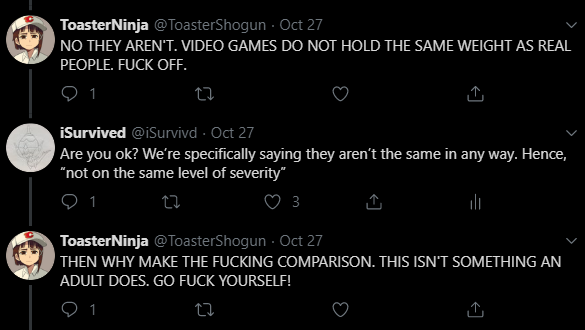 ToasterNinja @ToasterShogun · Oct 27
NO THEY AREN'T. VIDEO GAMES DO NOT HOLD THE SAME WEIGHT AS REAL
PEOPLE. FUCK OFF.
1
iSurvived @iSurvivd · Oct 27
Are you ok? We’re specifically saying they aren’t the same in any way. Hence,
“not on the same level of severity”
1 3
ToasterNinja @ToasterShogun · Oct 27
THEN WHY MAKE THE FUCKING COMPARISON. THIS ISN'T SOMETHING AN
ADULT DOES. GO FUCK YOURSELF!
1